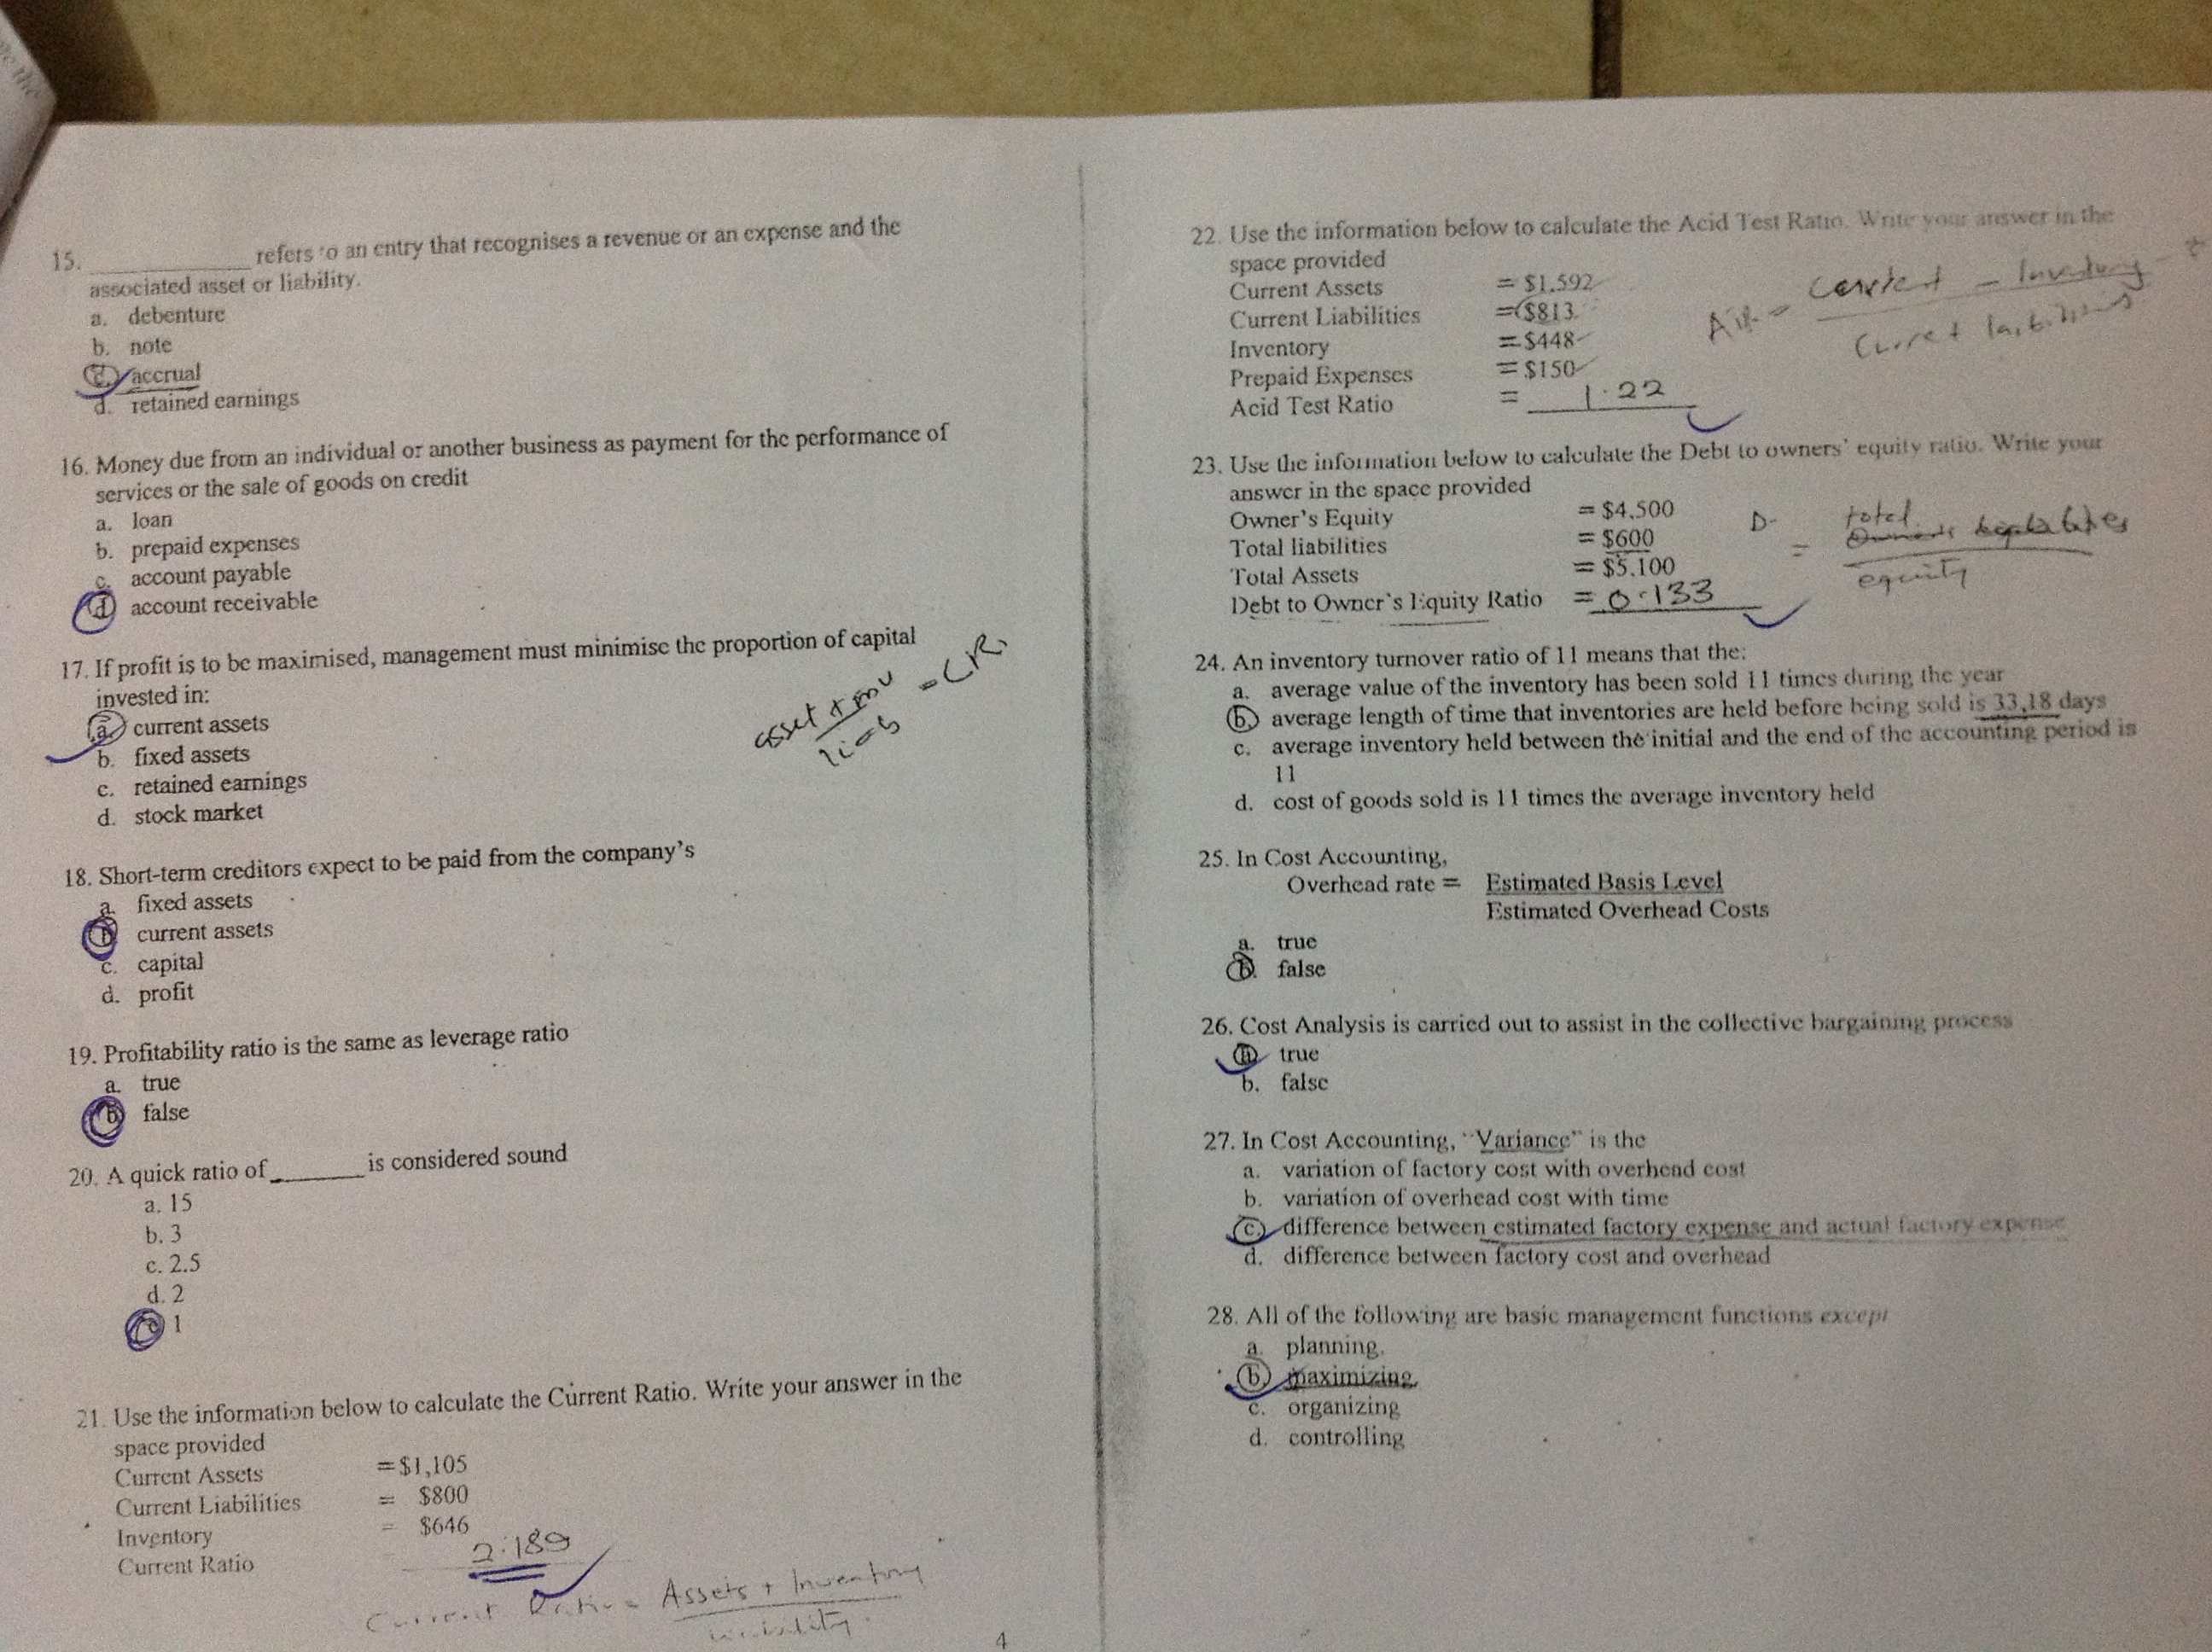 15. ____________ refers to an entry that recognises a revenue or an expense and the
associated asset or liability.
a. debenture
b. note
c. accrual
d. retained earnings
16. Money due from an individual or another business as payment for the performance of
services or the sale of goods on credit
a. loan
b. prepaid expenses
c. account payable
d account receivable
17. If profit is to be maximised, management must minimise the proportion of capital
invested in:
a. current assets
b. fixed assets
c. retained earnings
d. stock market
asset + inv
liab
= CR.
18. Short-term creditors expect to be paid from the company's
a. fixed assets
b current assets
c. capital
d. profit
19. Profitability ratio is the same as leverage ratio
a. true
b false
20. A quick ratio of _______ is considered sound
a. 15
b. 3
c. 2.5
d. 2
e 1
21. Use the information below to calculate the Current Ratio. Write your answer in the
space provided
Current Assets = $1,105
Current Liabilities = $800
Inventory = $646
Current Ratio 2.189
Current Ratio = Assets + Inventory
liability
4
22. Use the information below to calculate the Acid Test Ratio. Write your answer in the
space provided
Current Assets = $1,592
Current Liabilities = $813
Inventory = $448
Prepaid Expenses = $150
Acid Test Ratio = 1.22
- Inventory -
23. Use the information below to calculate the Debt to owners' equity ratio. Write your
answer in the space provided
Owner's Equity = $4,500
Total liabilities = $600
Total Assets = $5,100
Debt to Owner's Equity Ratio = 0.133
D- = total
equity
24. An inventory turnover ratio of 11 means that the:
a. average value of the inventory has been sold 11 times during the year
b. average length of time that inventories are held before being sold is 33,18 days
c. average inventory held between the initial and the end of the accounting period is
11
d. cost of goods sold is 11 times the average inventory held
25. In Cost Accounting,
Overhead rate = Estimated Basis Level
Estimated Overhead Costs
a. true
b. false
26. Cost Analysis is carried out to assist in the collective bargaining process
a true
b. false
27. In Cost Accounting, "Variance" is the
a. variation of factory cost with overhead cost
b. variation of overhead cost with time
c. difference between estimated factory expense and actual factory expense
d. difference between factory cost and overhead
28. All of the following are basic management functions except
a. planning.
b. maximizing.
c. organizing
d. controlling